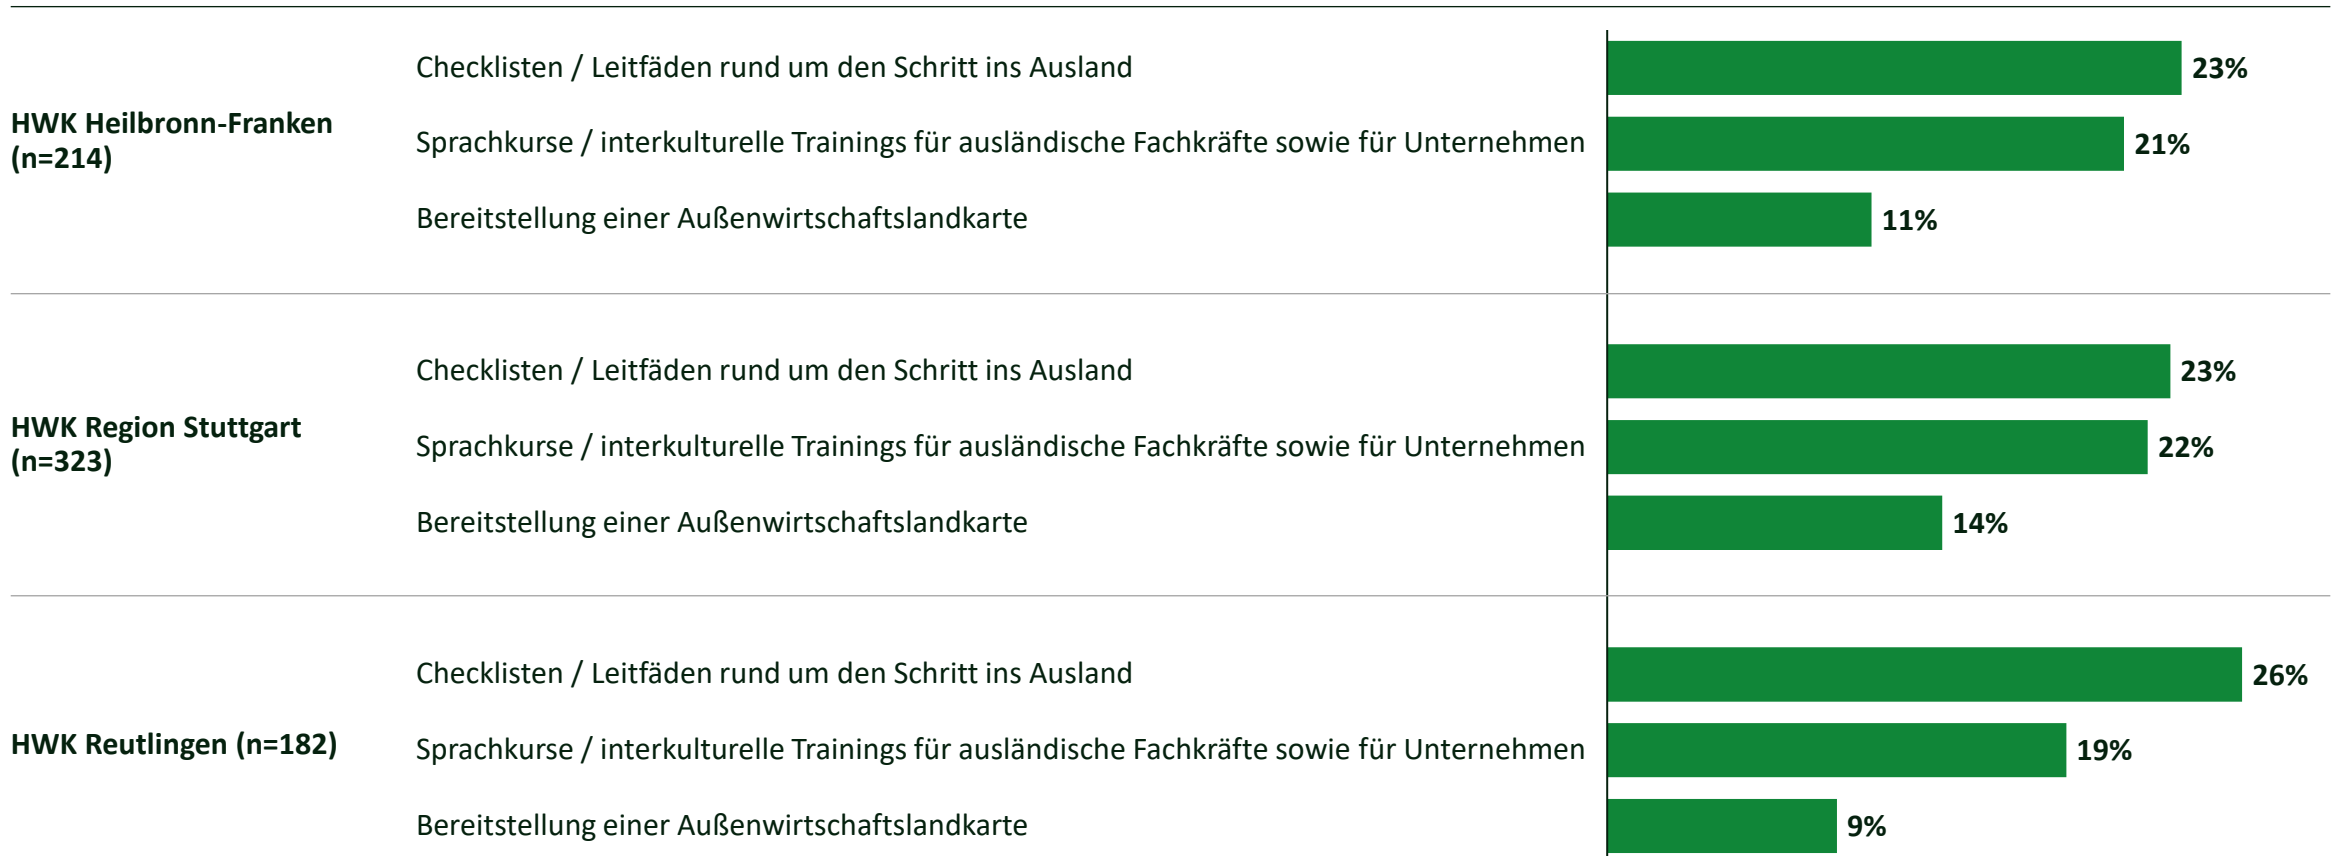 Checklisten / Leitfäden rund um den Schritt ins Ausland
23%
HWK Heilbronn-Franken
(n=214)
Sprachkurse / interkulturelle Trainings für ausländische Fachkräfte sowie für Unternehmen
21%
Bereitstellung einer Außenwirtschaftslandkarte
11%
Checklisten / Leitfäden rund um den Schritt ins Ausland
23%
HWK Region Stuttgart
(n=323)
Sprachkurse / interkulturelle Trainings für ausländische Fachkräfte sowie für Unternehmen
22%
Bereitstellung einer Außenwirtschaftslandkarte
14%
Checklisten / Leitfäden rund um den Schritt ins Ausland
26%
HWK Reutlingen (n=182)
Sprachkurse / interkulturelle Trainings für ausländische Fachkräfte sowie für Unternehmen
19%
Bereitstellung einer Außenwirtschaftslandkarte
9%